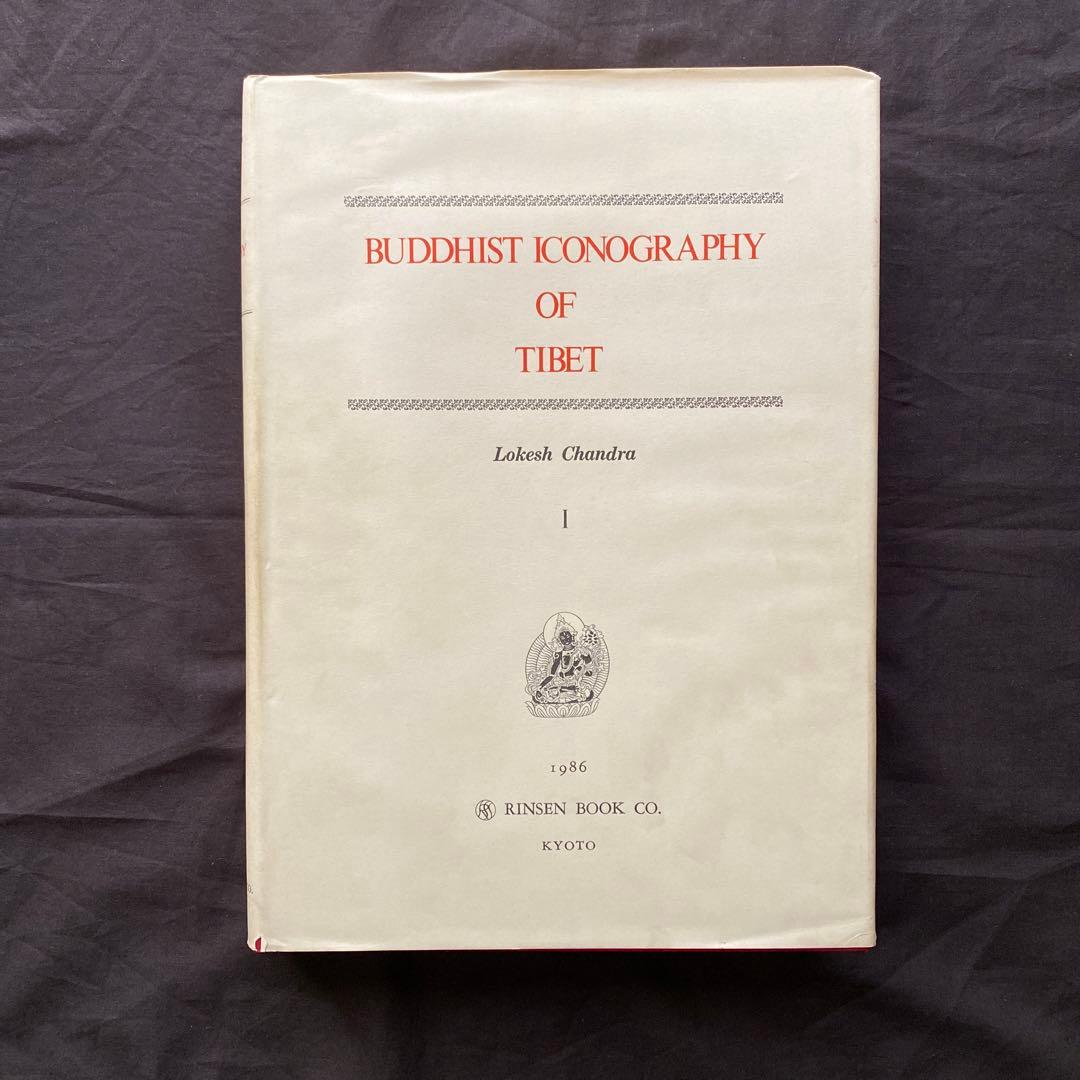 BUDDHIST ICONOGRAPHY
OF
TIBET
Lokesh Chandra
I
1986
RINSEN BOOK CO.
KYOTO